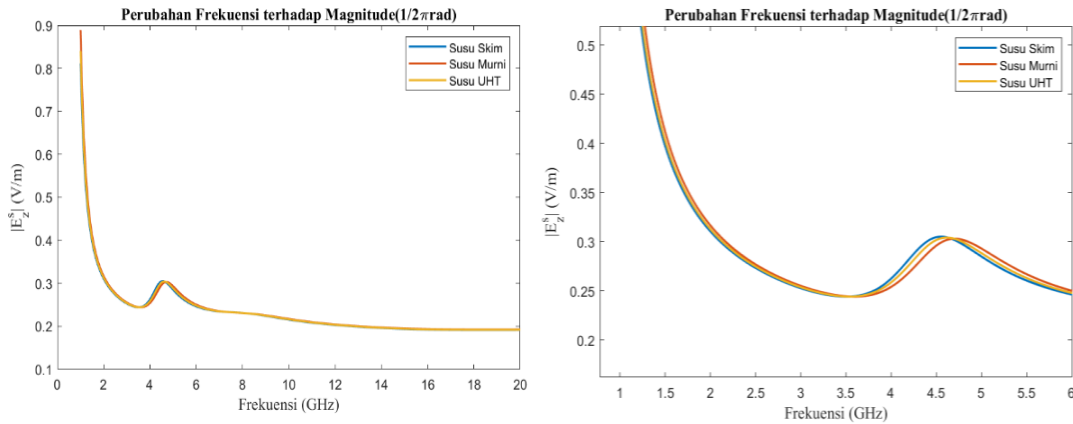 Perubahan Frekuensi terhadap Magnitude(1/2πrad)
0.9
0.8
0.7
0.6
0.5
0.4
0.3
0.2
0.1
|E_z^s| (V/m)
Susu Skim
Susu Murni
Susu UHT
0 2 4 6 8 10 12 14 16 18 20
Frekuensi (GHz)
Perubahan Frekuensi terhadap Magnitude(1/2πrad)
0.5
0.45
0.4
0.35
0.3
0.25
0.2
|E_z^s| (V/m)
Susu Skim
Susu Murni
Susu UHT
1 1.5 2 2.5 3 3.5 4 4.5 5 5.5 6
Frekuensi (GHz)